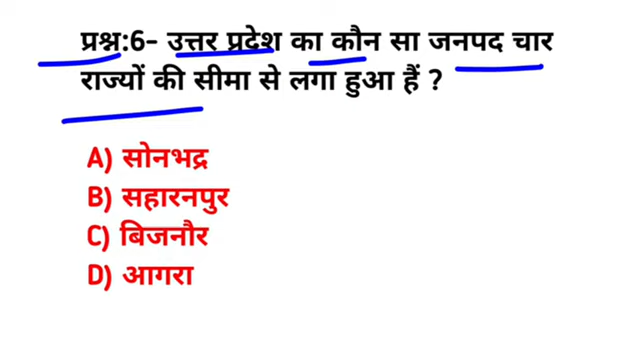 प्रश्न:6- उत्तर प्रदेश का कौन सा जनपद चार
राज्यों की सीमा से लगा हुआ हैं ?
A) सोनभद्र
B) सहारनपुर
C) बिजनौर
D) आगरा